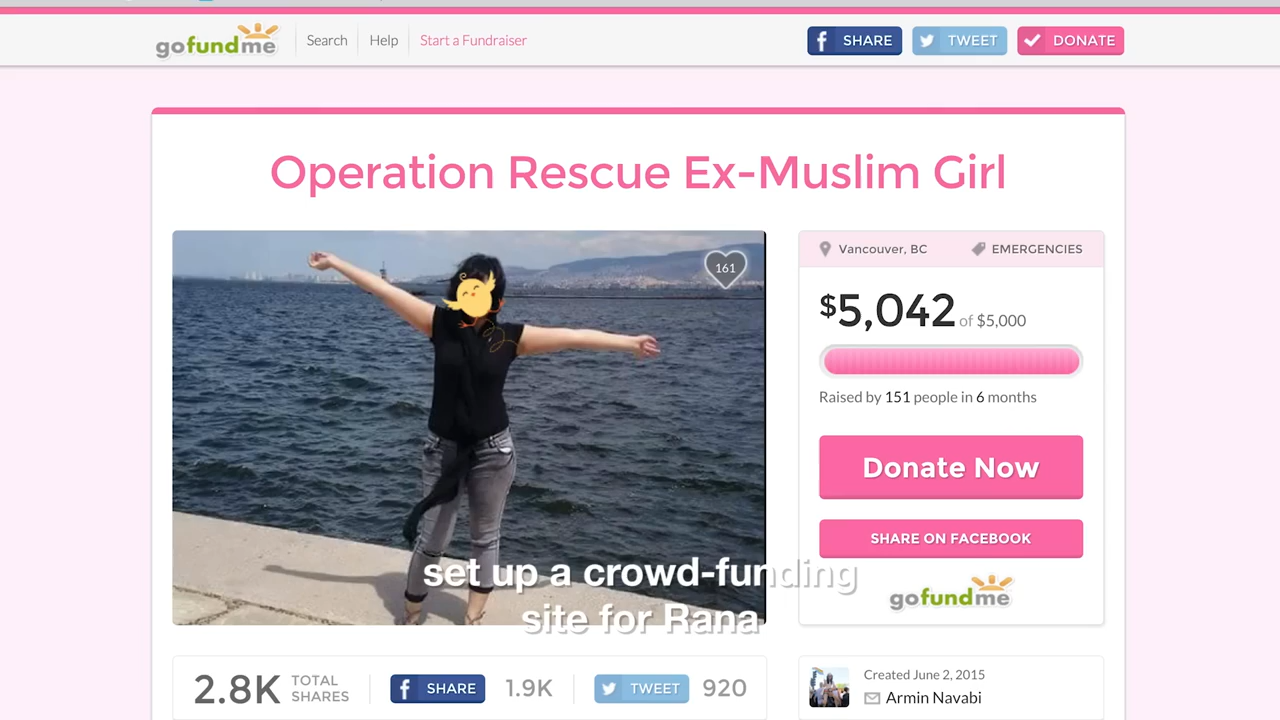 gofundme
Search
Help
Start a Fundraiser
SHARE
TWEET
DONATE
Operation Rescue Ex-Muslim Girl
161
Vancouver, BC
EMERGENCIES
$5,042 of $5,000
Raised by 151 people in 6 months
Donate Now
SHARE ON FACEBOOK
gofundme
set up a crowd-funding
site for Rana
2.8K
TOTAL
SHARES
SHARE
1.9K
TWEET
920
Created June 2, 2015
Armin Navabi